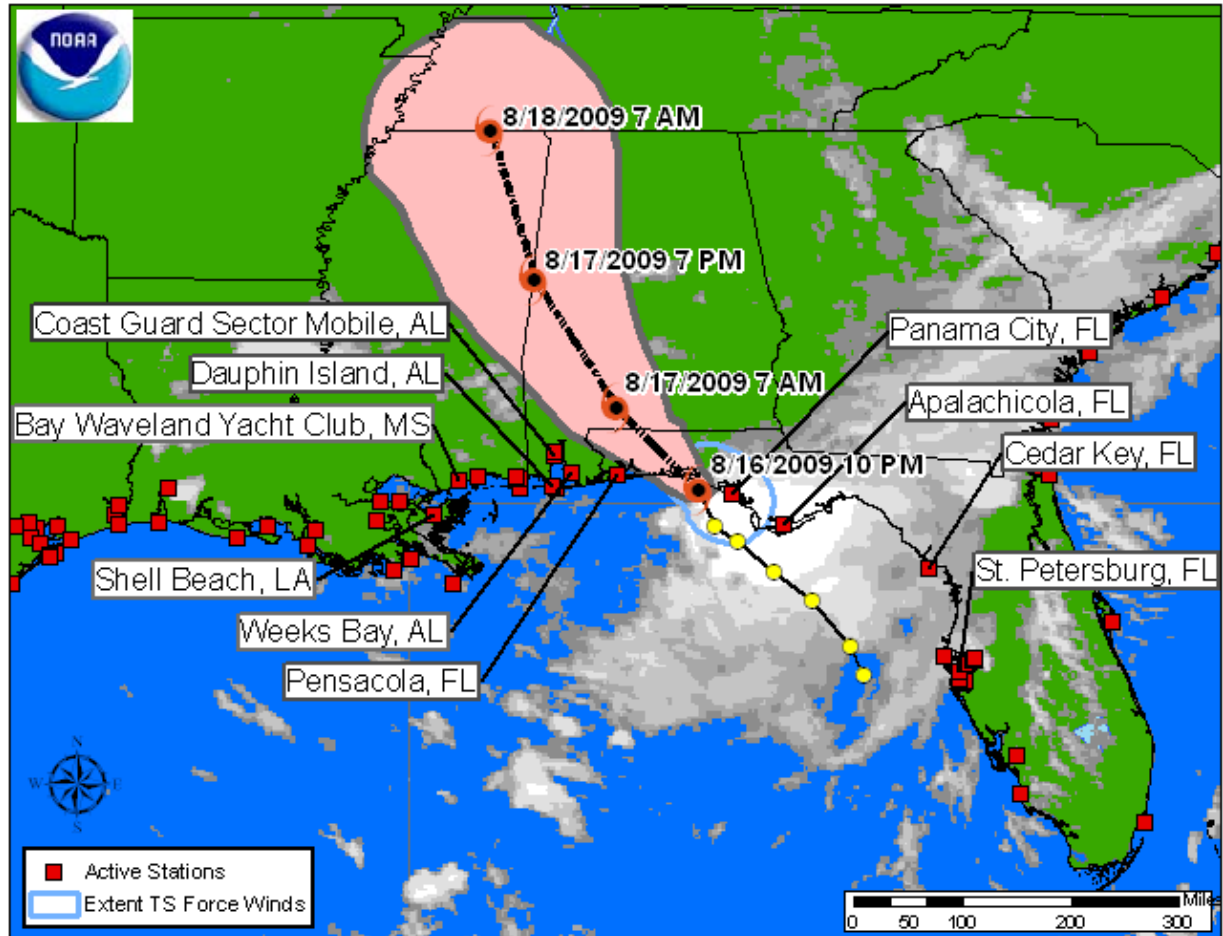 NOAA
8/18/2009 7 AM
8/17/2009 7 PM
Coast Guard Sector Mobile, AL
Panama City, FL
Dauphin Island, AL
8/17/2009 7 AM
Apalachicola, FL
Bay Waveland Yacht Club, MS
Cedar Key, FL
8/16/2009 10 PM
St. Petersburg, FL
Shell Beach, LA
Weeks Bay, AL
Pensacola, FL
N
W E
S
Active Stations
Extent TS Force Winds
Miles
0 50 100 200 300